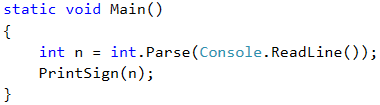 static void Main()
{
    int n = int.Parse(Console.ReadLine());
    PrintSign(n);
}